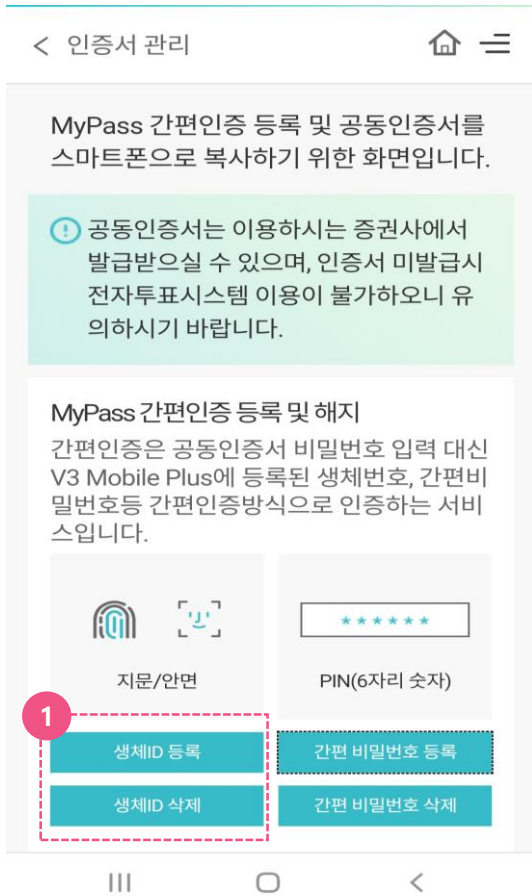 인증서 관리
MyPass 간편인증 등록 및 공동인증서를
스마트폰으로 복사하기 위한 화면입니다.
공동인증서는 이용하시는 증권사에서
발급받으실 수 있으며, 인증서 미발급시
전자투표시스템 이용이 불가하오니 유
의하시기 바랍니다.
MyPass 간편인증 등록 및 해지
간편인증은 공동인증서 비밀번호 입력 대신
V3 Mobile Plus에 등록된 생체번호, 간편비
밀번호등 간편인증방식으로 인증하는 서비
스입니다.
******
지문/안면
PIN(6자리 숫자)
1
생체ID 등록
간편 비밀번호 등록
생체ID 삭제
간편 비밀번호 삭제